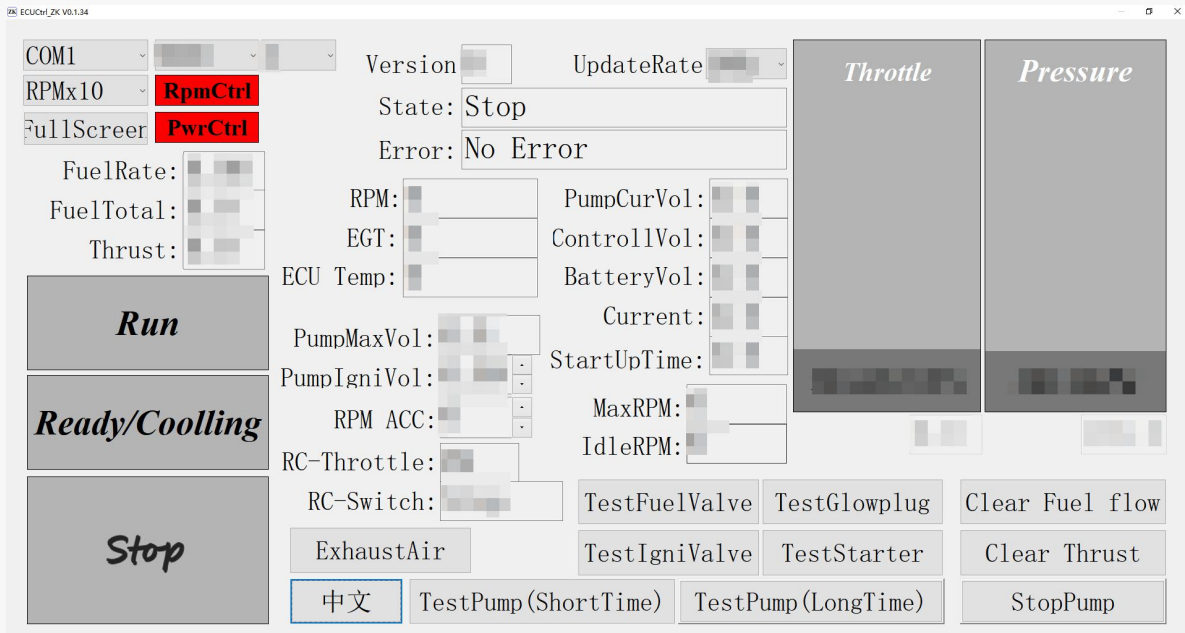 ZK ECUCtrl_ZK V0.1.34
COM1
RPMx10
RpmCtrl
FullScreen
PwrCtrl
FuelRate:
FuelTotal:
Thrust:
Run
Ready/Coolling
Stop
Version
UpdateRate
State: Stop
Error: No Error
RPM:
EGT:
ECU Temp:
PumpCurVol:
ControllVol:
BatteryVol:
Current:
StartUpTime:
PumpMaxVol:
PumpIgniVol:
RPM ACC:
RC-Throttle:
RC-Switch:
MaxRPM:
IdleRPM:
Throttle
Pressure
TestFuelValve
TestGlowplug
Clear Fuel flow
ExhaustAir
TestIgniValve
TestStarter
Clear Thrust
中文
TestPump(ShortTime)
TestPump(LongTime)
StopPump